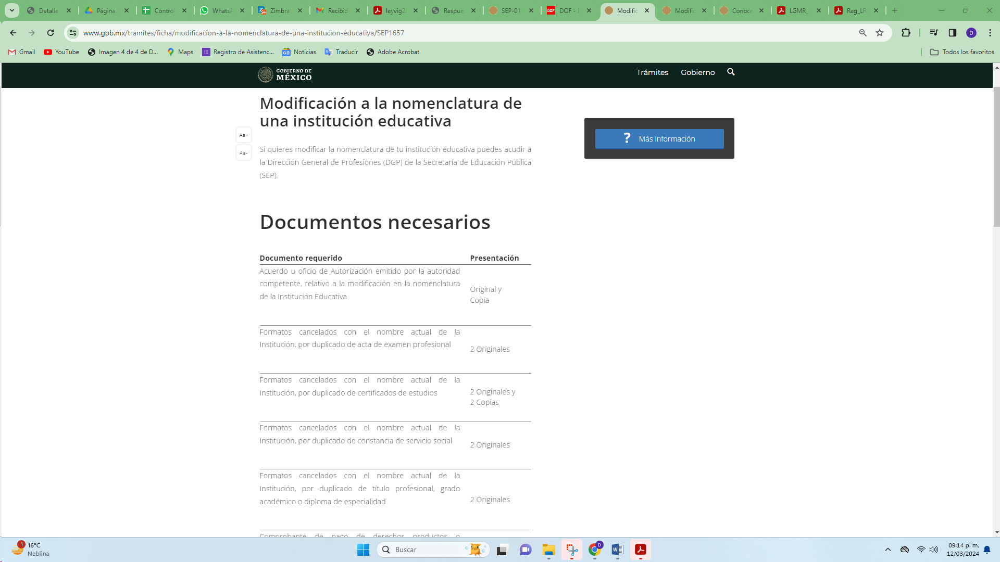 Detalle
Página
Control
WhatsA
Zimbra
Recibid
leyvig2
Respue
SEP-01
DOF - D
Modific
Modific
Conoce
LGMR_
Reg_LR
www.gob.mx/tramites/ficha/modificacion-a-la-nomenclatura-de-una-institucion-educativa/SEP1657
D
Gmail
YouTube
Imagen 4 de 4 de D...
Maps
Registro de Asistenc...
Noticias
Traducir
Adobe Acrobat
Todos los favoritos
GOBIERNO DE
MÉXICO
Trámites
Gobierno
Modificación a la nomenclatura de
una institución educativa
Aa+
Aa-
? Más Información
Si quieres modificar la nomenclatura de tu institución educativa puedes acudir a
la Dirección General de Profesiones (DGP) de la Secretaría de Educación Pública
(SEP).
Documentos necesarios
Documento requerido Presentación
Acuerdo u oficio de Autorización emitido por la autoridad
competente, relativo a la modificación en la nomenclatura
de la Institución Educativa
Original y
Copia
Formatos cancelados con el nombre actual de la
Institución, por duplicado de acta de examen profesional
2 Originales
Formatos cancelados con el nombre actual de la
Institución, por duplicado de certificados de estudios
2 Originales y
2 Copias
Formatos cancelados con el nombre actual de la
Institución, por duplicado de constancia de servicio social
2 Originales
Formatos cancelados con el nombre actual de la
Institución, por duplicado de título profesional, grado
académico o diploma de especialidad
2 Originales
Comprobante de pago de derechos productos o
1
16°C
Neblina
Buscar
D
09:14 p. m.
12/03/2024